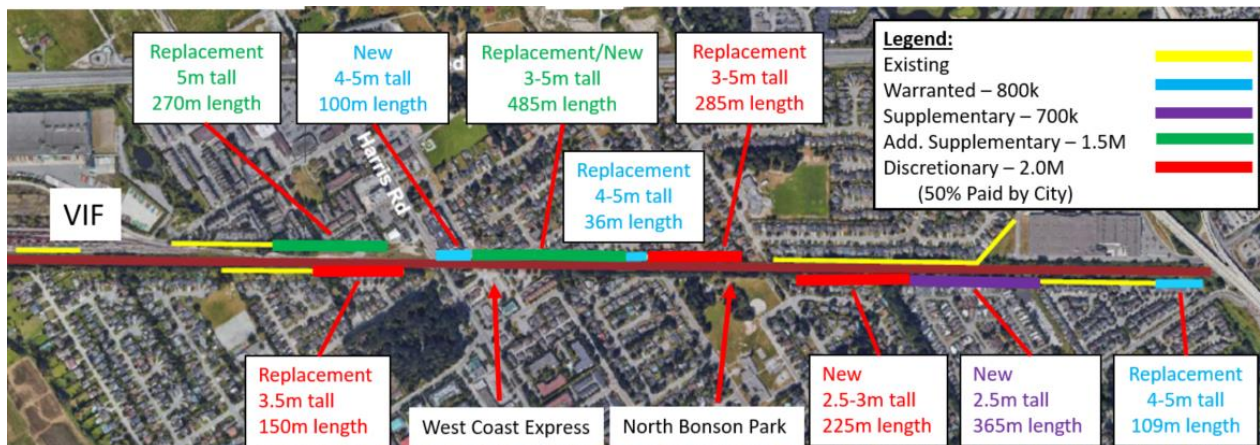 Replacement
5m tall
270m length
New
4-5m tall
100m length
Replacement/New
3-5m tall
485m length
Replacement
3-5m tall
285m length
Legend:
Existing
Warranted – 800k
Supplementary – 700k
Add. Supplementary – 1.5M
Discretionary – 2.0M
(50% Paid by City)
Harris Rd
Replacement
4-5m tall
36m length
VIF
Replacement
3.5m tall
150m length
West Coast Express
North Bonson Park
New
2.5-3m tall
225m length
New
2.5m tall
365m length
Replacement
4-5m tall
109m length